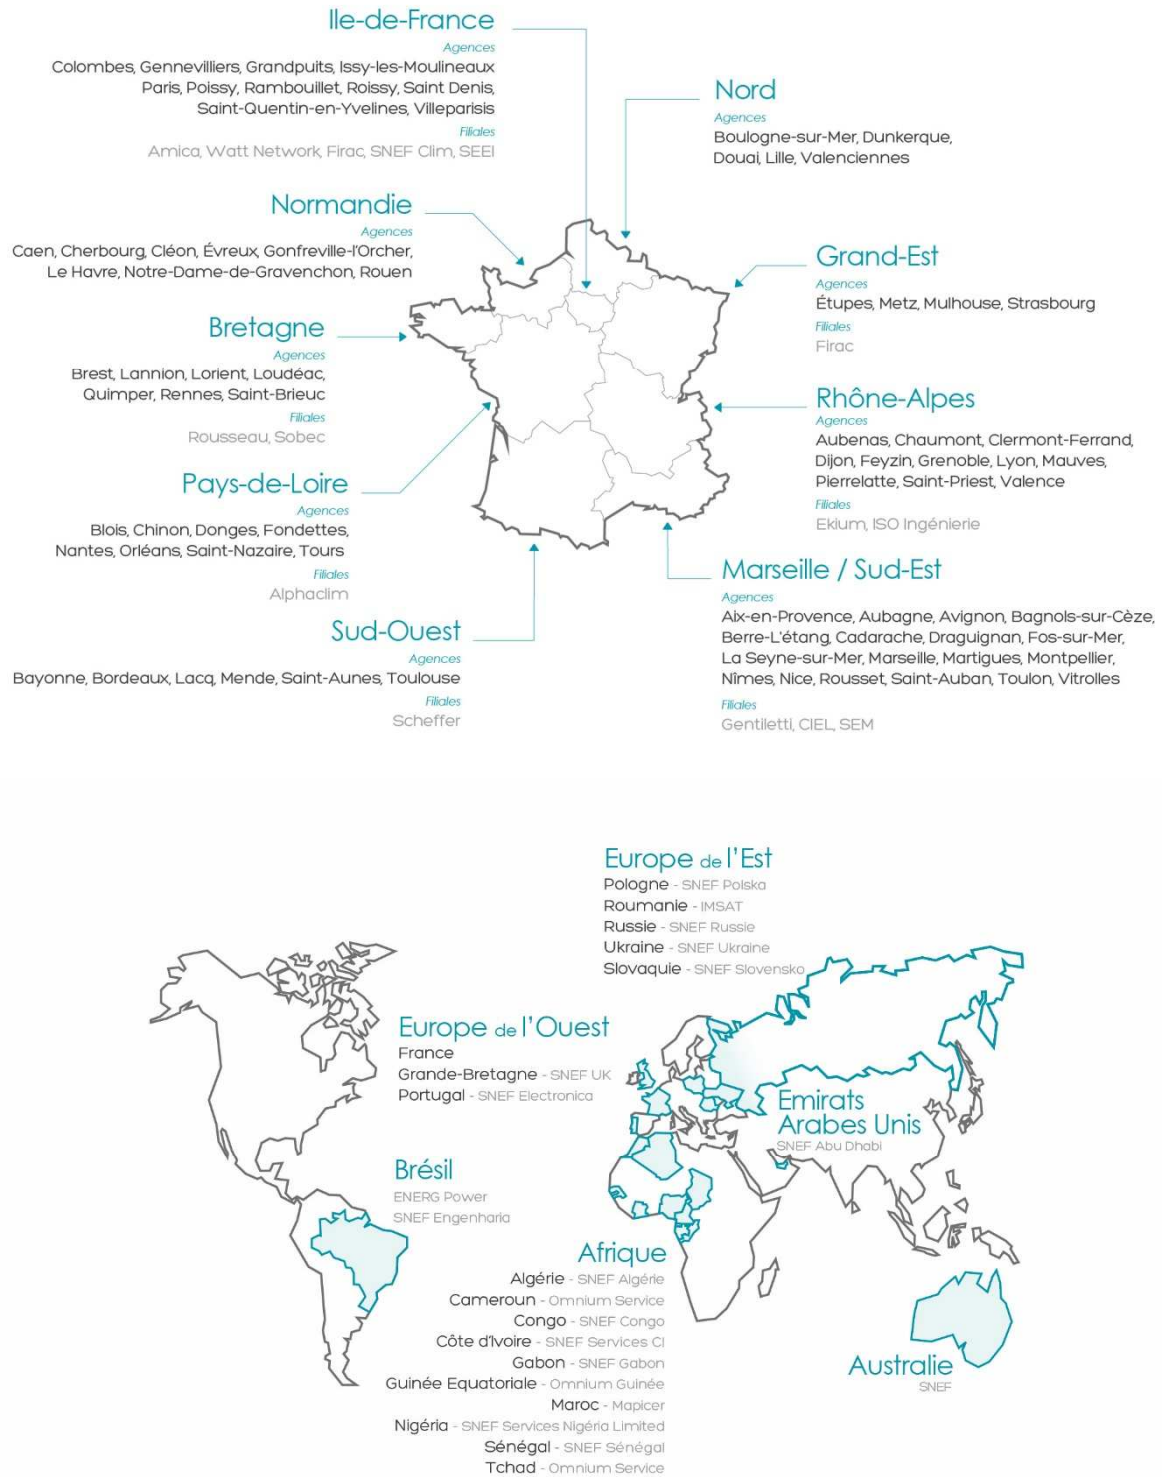 Ile-de-France
Agences
Colombes, Gennevilliers, Grandpuits, Issy-les-Moulineaux
Paris, Poissy, Rambouillet, Roissy, Saint Denis,
Saint-Quentin-en-Yvelines, Villeparisis
Filiales
Amica, Watt Network, Firac, SNEF Clim, SEEI
Nord
Agences
Boulogne-sur-Mer, Dunkerque,
Douai, Lille, Valenciennes
Normandie
Agences
Caen, Cherbourg, Cléon, Évreux, Gonfreville-l'Orcher,
Le Havre, Notre-Dame-de-Gravenchon, Rouen
Grand-Est
Agences
Étupes, Metz, Mulhouse, Strasbourg
Filiales
Firac
Bretagne
Agences
Brest, Lannion, Lorient, Loudéac,
Quimper, Rennes, Saint-Brieuc
Filiales
Rousseau, Sobec
Rhône-Alpes
Agences
Aubenas, Chaumont, Clermont-Ferrand,
Dijon, Feyzin, Grenoble, Lyon, Mauves,
Pierrelatte, Saint-Priest, Valence
Filiales
Ekium, ISO Ingénierie
Pays-de-Loire
Agences
Blois, Chinon, Donges, Fondettes,
Nantes, Orléans, Saint-Nazaire, Tours
Filiales
Alphaclim
Marseille / Sud-Est
Agences
Aix-en-Provence, Aubagne, Avignon, Bagnols-sur-Cèze,
Berre-L'étang, Cadarache, Draguignan, Fos-sur-Mer,
La Seyne-sur-Mer, Marseille, Martigues, Montpellier,
Nîmes, Nice, Rousset, Saint-Auban, Toulon, Vitrolles
Filiales
Gentiletti, CIEL, SEM
Sud-Ouest
Agences
Bayonne, Bordeaux, Lacq, Mende, Saint-Aunes, Toulouse
Filiales
Scheffer
Europe de l'Est
Pologne - SNEF Polska
Roumanie - IMSAT
Russie - SNEF Russie
Ukraine - SNEF Ukraine
Slovaquie - SNEF Slovensko
Europe de l'Ouest
France
Grande-Bretagne - SNEF UK
Portugal - SNEF Electronica
Emirats
Arabes Unis
SNEF Abu Dhabi
Brésil
ENERG Power
SNEF Engenharia
Afrique
Algérie - SNEF Algérie
Cameroun - Omnium Service
Congo - SNEF Congo
Côte d'Ivoire - SNEF Services CI
Gabon - SNEF Gabon
Guinée Equatoriale - Omnium Guinée
Maroc - Mapicer
Nigéria - SNEF Services Nigéria Limited
Sénégal - SNEF Sénégal
Tchad - Omnium Service
Australie
SNEF